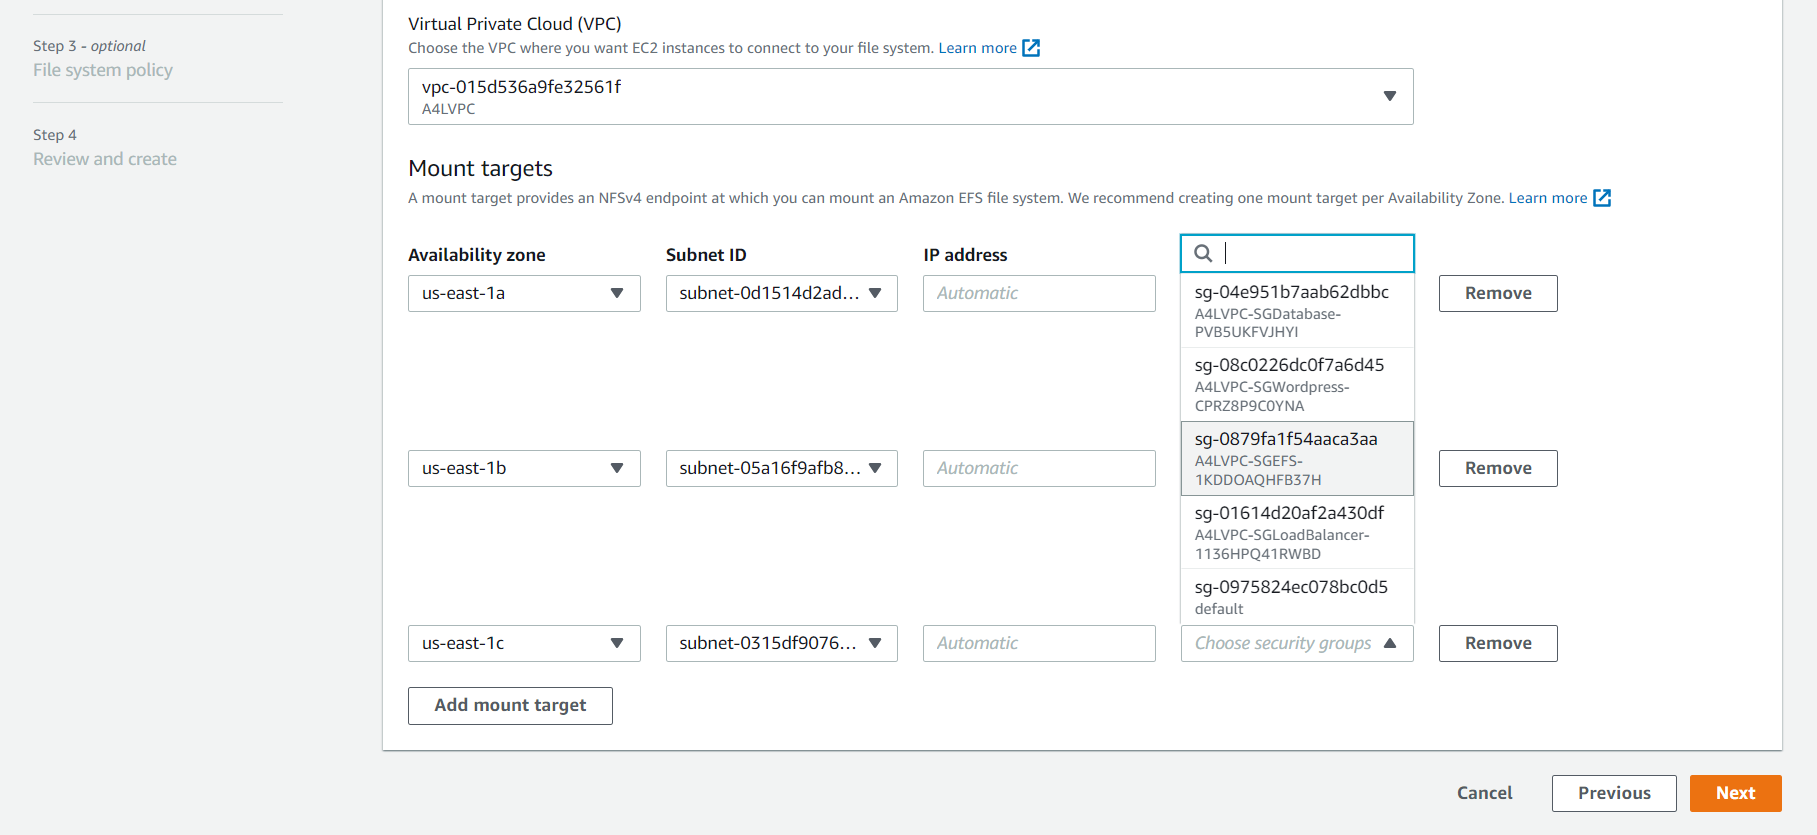 Step 3 - optional
File system policy
Step 4
Review and create
Virtual Private Cloud (VPC)
Choose the VPC where you want EC2 instances to connect to your file system. Learn more
vpc-015d536a9fe32561f
A4LVPC
Mount targets
A mount target provides an NFSv4 endpoint at which you can mount an Amazon EFS file system. We recommend creating one mount target per Availability Zone. Learn more
Availability zone
Subnet ID
IP address
us-east-1a
subnet-0d1514d2ad...
Automatic
Remove
sg-04e951b7aab62dbbc
A4LVPC-SGDatabase-
PVB5UKFVJHYI
sg-08c0226dc0f7a6d45
A4LVPC-SGWordpress-
CPRZ8P9C0YNA
sg-0879fa1f54aaca3aa
A4LVPC-SGEFS-
1KDDOAQHFB37H
sg-01614d20af2a430df
A4LVPC-SGLoadBalancer-
1136HPQ41RWBD
sg-0975824ec078bc0d5
default
us-east-1b
subnet-05a16f9afb8...
Automatic
Remove
us-east-1c
subnet-0315df9076...
Automatic
Choose security groups
Remove
Add mount target
Cancel
Previous
Next